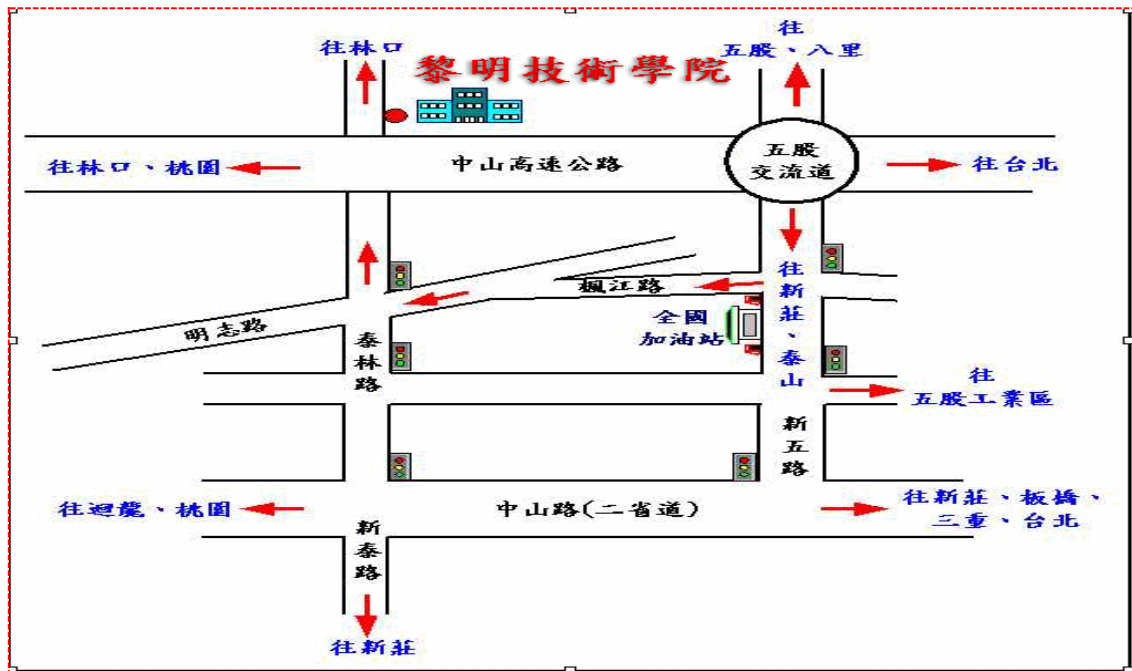 往
往林口
五股、八里
黎明技術學院
往林口、桃園
中山高速公路
五股
交流道
往台北
往新莊、泰山
楓江路
明志路
全國
加油站
泰林路
往
五股工業區
新五路
往迴龍、桃園
中山路(二省道)
往新莊、板橋、
三重、台北
新泰路
往新莊